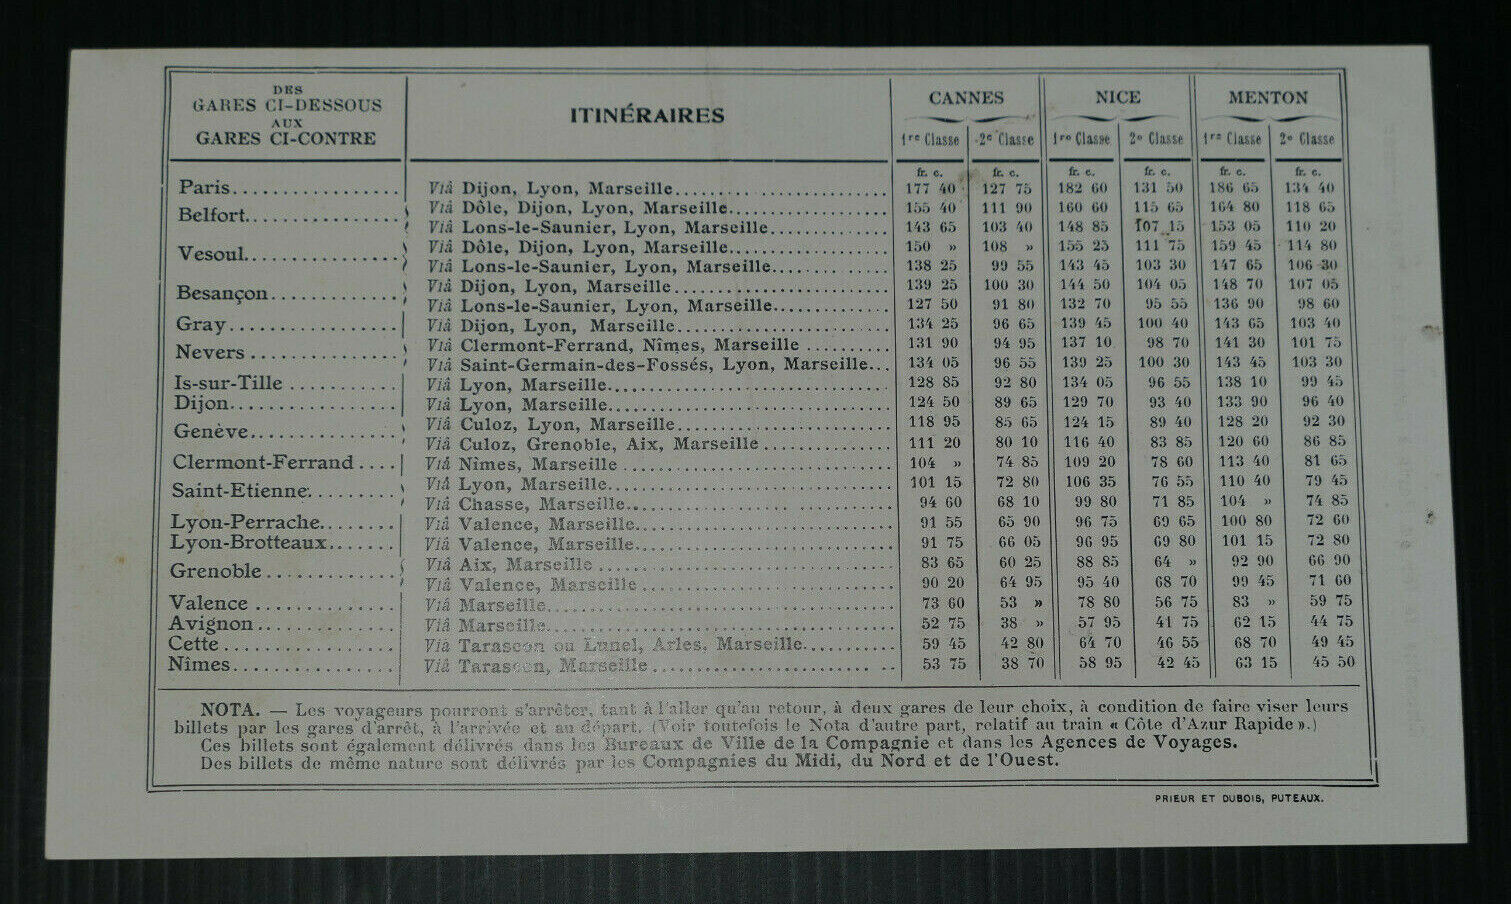 DES
GARES CI-DESSOUS
AUX
GARES CI-CONTRE
ITINÉRAIRES
CANNES NICE MENTON
1re Classe 2e Classe 1re Classe 2e Classe 1re Classe 2e Classe
fr. c. fr. c. fr. c. fr. c. fr. c. fr. c.
Paris................. Viâ Dijon, Lyon, Marseille........................ 177 40 127 75 182 60 131 50 186 65 134 40
Belfort............... Viâ Dôle, Dijon, Lyon, Marseille.................. 155 40 111 90 160 60 115 65 164 80 118 65
Viâ Lons-le-Saunier, Lyon, Marseille............. 143 65 103 40 148 85 107 15 153 05 110 20
Vesoul................ Viâ Dôle, Dijon, Lyon, Marseille.................. 150 » 108 » 155 25 111 75 159 45 114 80
Viâ Lons-le-Saunier, Lyon, Marseille............. 138 25 99 55 143 45 103 30 147 65 106 30
Besançon............. Viâ Dijon, Lyon, Marseille........................ 139 25 100 30 144 50 104 05 148 70 107 05
Viâ Lons-le-Saunier, Lyon, Marseille............. 127 50 91 80 132 70 95 55 136 90 98 60
Gray................. Viâ Dijon, Lyon, Marseille........................ 134 25 96 65 139 45 100 40 143 65 103 40
Nevers ............... Viâ Clermont-Ferrand, Nîmes, Marseille .......... 131 90 94 95 137 10 98 70 141 30 101 75
Viâ Saint-Germain-des-Fossés, Lyon, Marseille... 134 05 96 55 139 25 100 30 143 45 103 30
Is-sur-Tille ........... Viâ Lyon, Marseille.............................. 128 85 92 80 134 05 96 55 138 10 99 45
Dijon................. Viâ Lyon, Marseille.............................. 124 50 89 65 129 70 93 40 133 90 96 40
Genève............... Viâ Culoz, Lyon, Marseille....................... 118 95 85 65 124 15 89 40 128 20 92 30
Viâ Culoz, Grenoble, Aix, Marseille .............. 111 20 80 10 116 40 83 85 120 60 86 85
Clermont-Ferrand .... Viâ Nîmes, Marseille ............................ 104 » 74 85 109 20 78 60 113 40 81 65
Saint-Etienne......... Viâ Lyon, Marseille.............................. 101 15 72 80 106 35 76 55 110 40 79 45
Viâ Chasse, Marseille............................ 94 60 68 10 99 80 71 85 104 » 74 85
Lyon-Perrache........ Viâ Valence, Marseille........................... 91 55 65 90 96 75 69 65 100 80 72 60
Lyon-Brotteaux....... Viâ Valence, Marseille........................... 91 75 66 05 96 95 69 80 101 15 72 80
Grenoble ............. Viâ Aix, Marseille .............................. 83 65 60 25 88 85 64 » 92 90 66 90
Viâ Valence, Marseille........................... 90 20 64 95 95 40 68 70 99 45 71 60
Valence .............. Viâ Marseille.................................... 73 60 53 » 78 80 56 75 83 » 59 75
Avignon.............. Viâ Marseille.................................... 52 75 38 » 57 95 41 75 62 15 44 75
Cette................. Viâ Tarascon ou Lunel, Arles, Marseille.......... 59 45 42 80 64 70 46 55 68 70 49 45
Nîmes................ Viâ Tarascon, Marseille ......................... 53 75 38 70 58 95 42 45 63 15 45 50
NOTA. — Les voyageurs pourront s'arrêter, tant à l'aller qu'au retour, à deux gares de leur choix, à condition de faire viser leurs
billets par les gares d'arrêt, à l'arrivée et au départ. (Voir toutefois le Nota d'autre part, relatif au train « Côte d'Azur Rapide ».)
Ces billets sont également délivrés dans les Bureaux de Ville de la Compagnie et dans les Agences de Voyages.
Des billets de même nature sont délivrés par les Compagnies du Midi, du Nord et de l'Ouest.
PRIEUR ET DUBOIS, PUTEAUX.